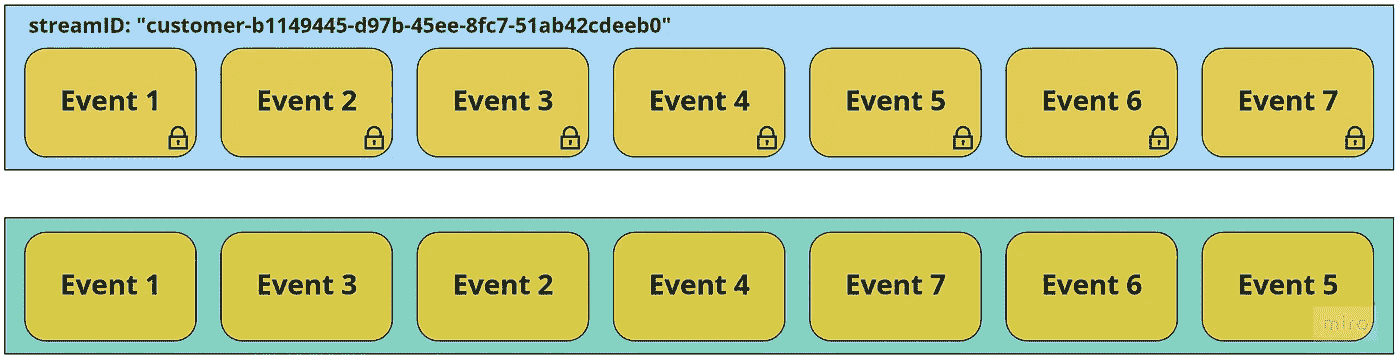 streamID: "customer-b1149445-d97b-45ee-8fc7-51ab42cdeeb0"
Event 1 Event 2 Event 3 Event 4 Event 5 Event 6 Event 7
Event 1 Event 3 Event 2 Event 4 Event 7 Event 6 Event 5
miro